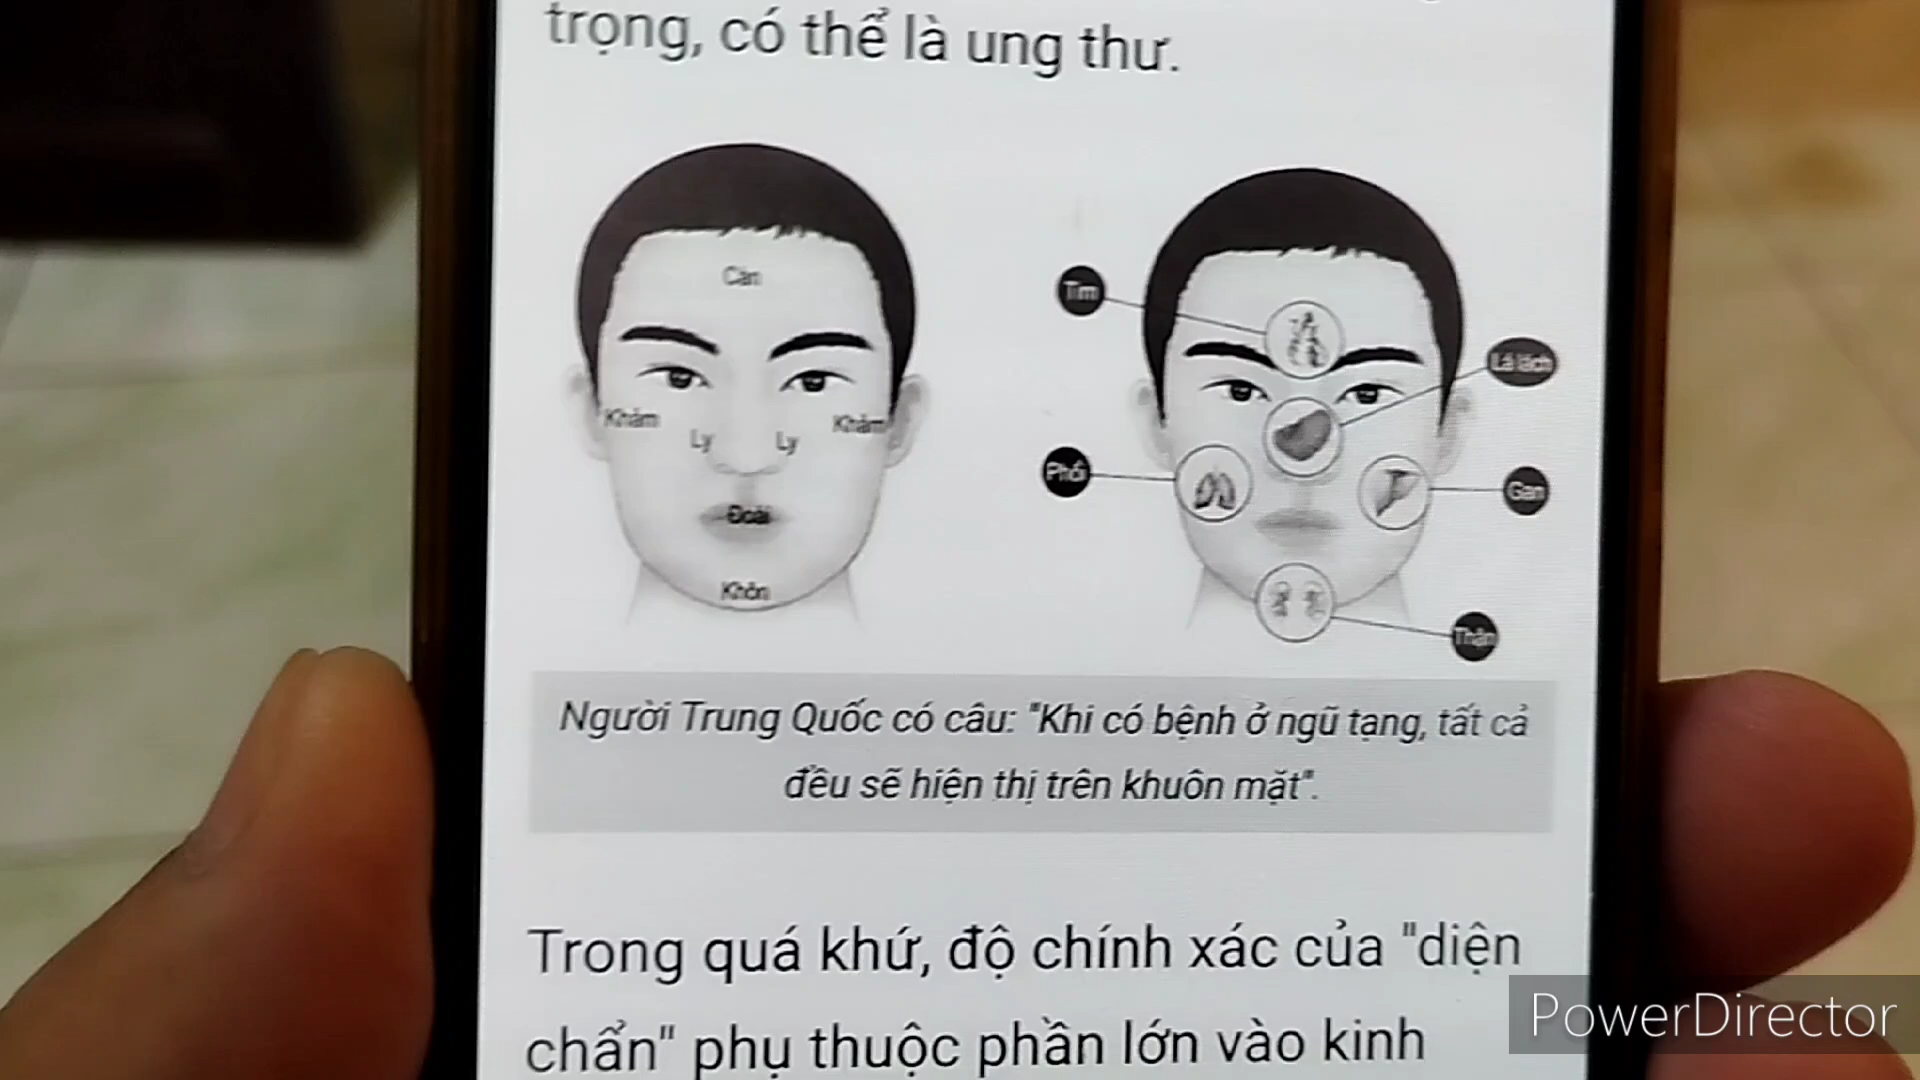 trọng, có thể là ung thư.
Càn
Khảm
Ly
Ly
Khảm
Đoài
Khôn
Tim
Lá lách
Phổi
Gan
Thận
Người Trung Quốc có câu: "Khi có bệnh ở ngũ tạng, tất cả
đều sẽ hiện thị trên khuôn mặt".
Trong quá khứ, độ chính xác của "diện
chẩn" phụ thuộc phần lớn vào kinh
PowerDirector